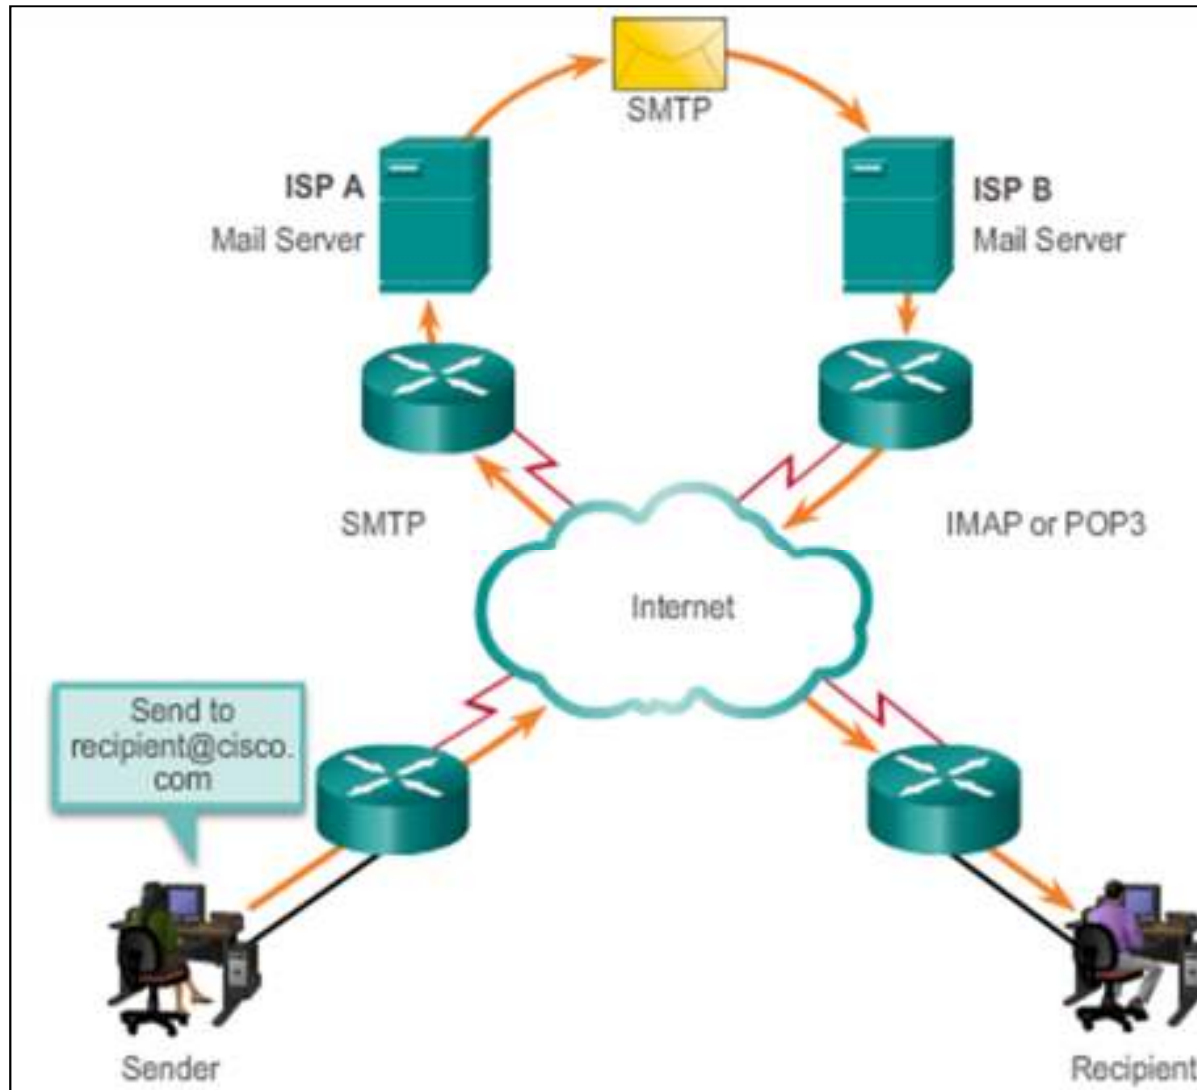 SMTP
ISP A
Mail Server
ISP B
Mail Server
SMTP
IMAP or POP3
Internet
Send to
recipient@cisco.
com
Sender
Recipient